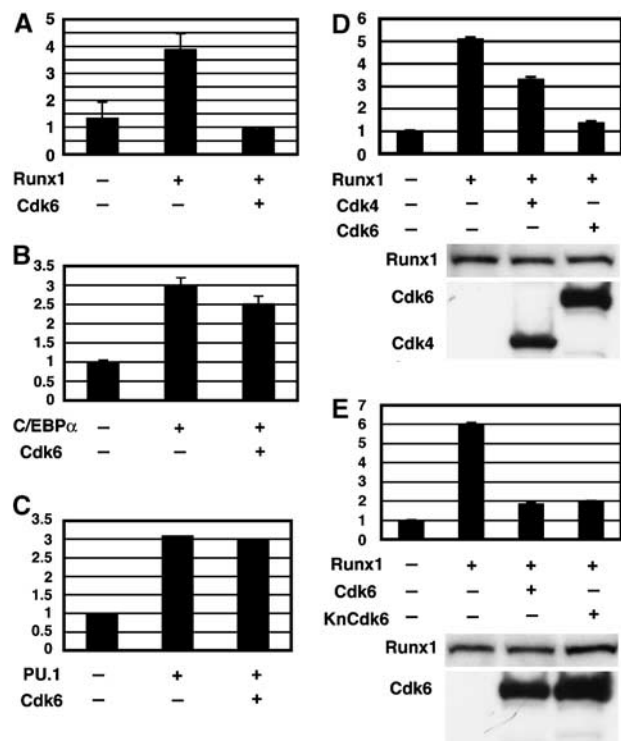 A
5
4
3
2
1
0
Runx1 – + +
Cdk6 – – +
B
3.5
3
2.5
2
1.5
1
0.5
0
C/EBPα – + +
Cdk6 – – +
C
3.5
3
2.5
2
1.5
1
0.5
0
PU.1 – + +
Cdk6 – – +
D
6
5
4
3
2
1
0
Runx1 – + + +
Cdk4 – – + –
Cdk6 – – – +
Runx1
Cdk6
Cdk4
E
7
6
5
4
3
2
1
0
Runx1 – + + +
Cdk6 – – + –
KnCdk6 – – – +
Runx1
Cdk6